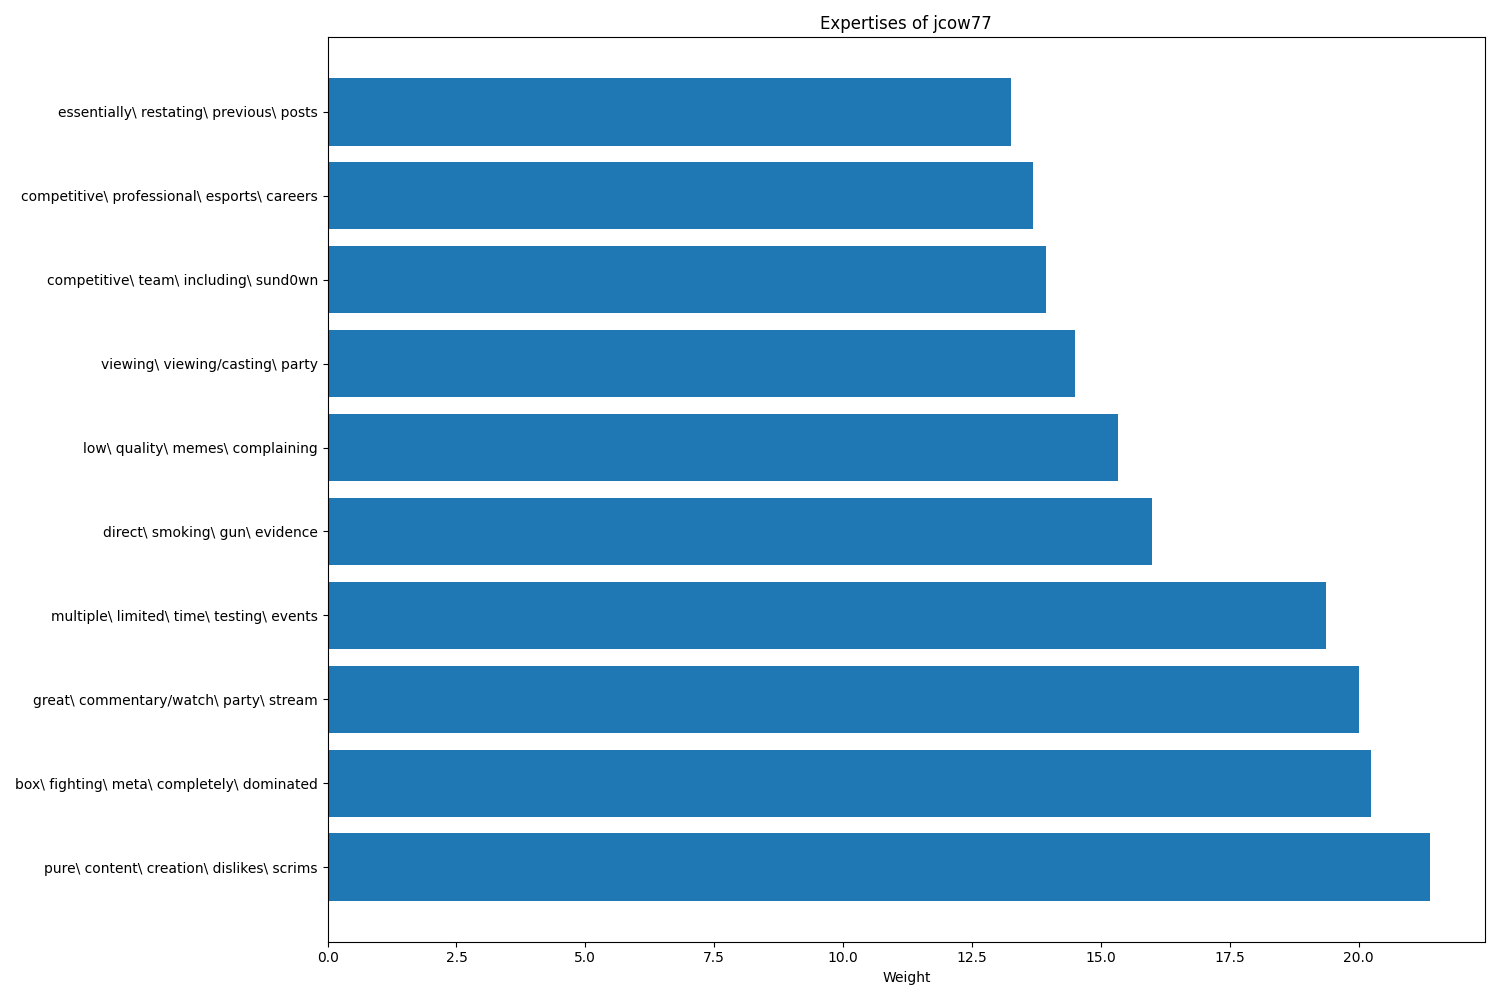 Expertises of jcow77
essentially\ restating\ previous\ posts
competitive\ professional\ esports\ careers
competitive\ team\ including\ sund0wn
viewing\ viewing/casting\ party
low\ quality\ memes\ complaining
direct\ smoking\ gun\ evidence
multiple\ limited\ time\ testing\ events
great\ commentary/watch\ party\ stream
box\ fighting\ meta\ completely\ dominated
pure\ content\ creation\ dislikes\ scrims
0.0 2.5 5.0 7.5 10.0 12.5 15.0 17.5 20.0
Weight